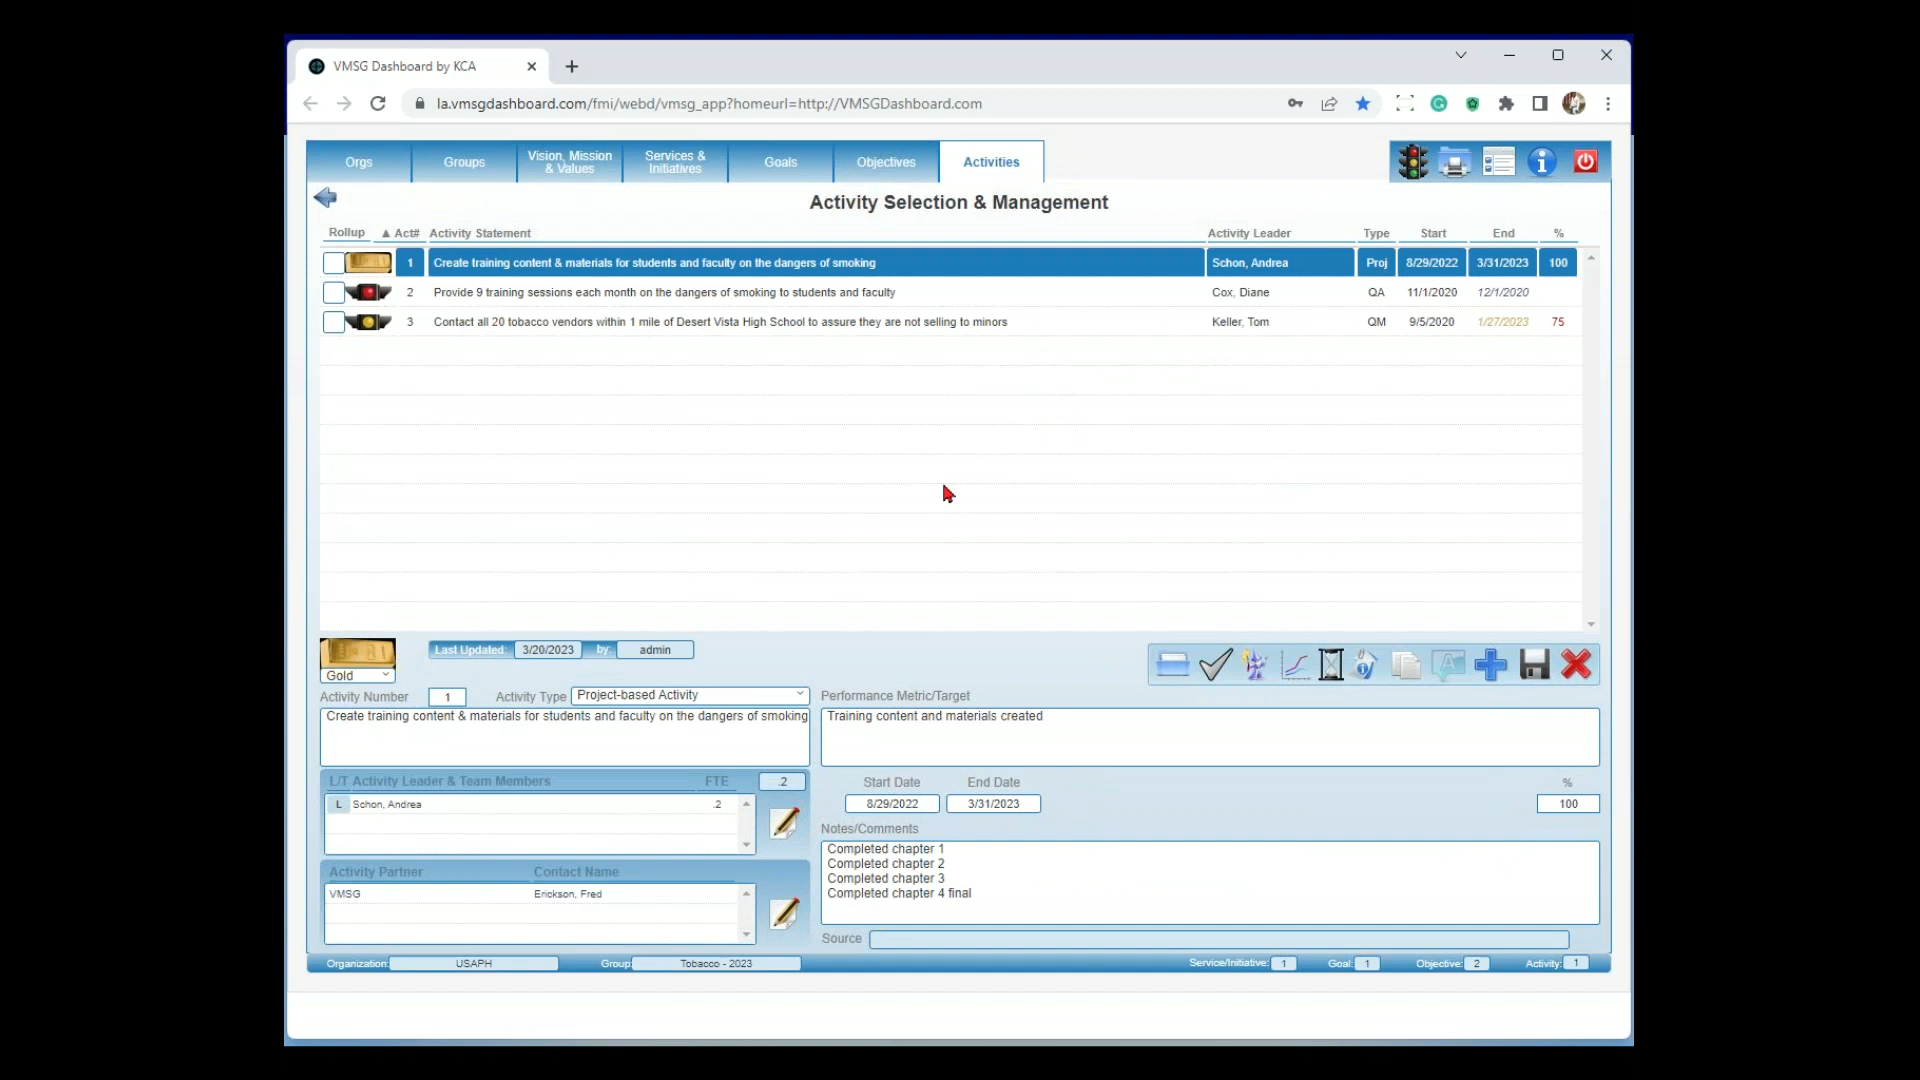 VMSG Dashboard by KCA
la.vmsgdashboard.com/fmi/webd/vmsg_app?homeurl=http://VMSGDashboard.com
Orgs Groups Vision, Mission & Values Services & Initiatives Goals Objectives Activities
Activity Selection & Management
Rollup ▲ Act# Activity Statement Activity Leader Type Start End %
1 Create training content & materials for students and faculty on the dangers of smoking Schon, Andrea Proj 8/29/2022 3/31/2023 100
2 Provide 9 training sessions each month on the dangers of smoking to students and faculty Cox, Diane QA 11/1/2020 12/1/2020
3 Contact all 20 tobacco vendors within 1 mile of Desert Vista High School to assure they are not selling to minors Keller, Tom QM 9/5/2020 1/27/2023 75
Last Updated: 3/20/2023 by: admin
Gold
Activity Number 1 Activity Type Project-based Activity Performance Metric/Target
Create training content & materials for students and faculty on the dangers of smoking Training content and materials created
L/T Activity Leader & Team Members FTE .2 Start Date End Date %
L Schon, Andrea .2 8/29/2022 3/31/2023 100
Notes/Comments
Completed chapter 1
Completed chapter 2
Completed chapter 3
Completed chapter 4 final
Activity Partner Contact Name
VMSG Erickson, Fred
Source
Organization: USAPH Group: Tobacco - 2023 Service/Initiative: 1 Goal: 1 Objective: 2 Activity: 1